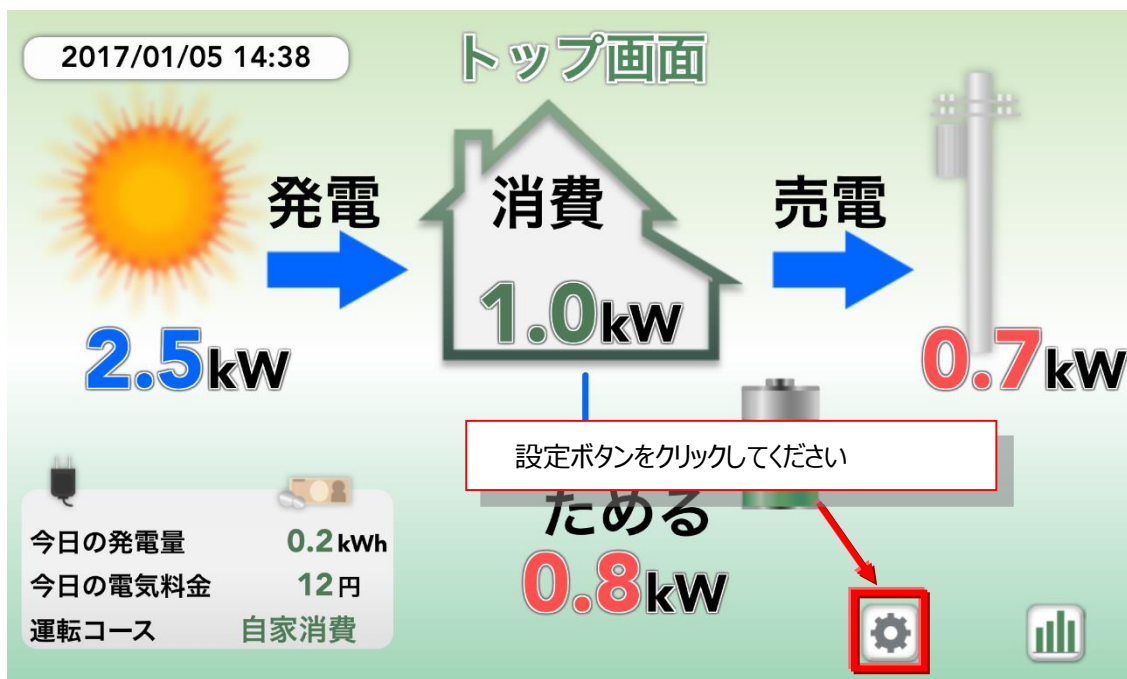 2017/01/05 14:38
トップ画面
発電
消費
売電
1.0kW
2.5kW
0.7kW
設定ボタンをクリックしてください
ためる
0.8kW
今日の発電量 0.2kWh
今日の電気料金 12円
運転コース 自家消費